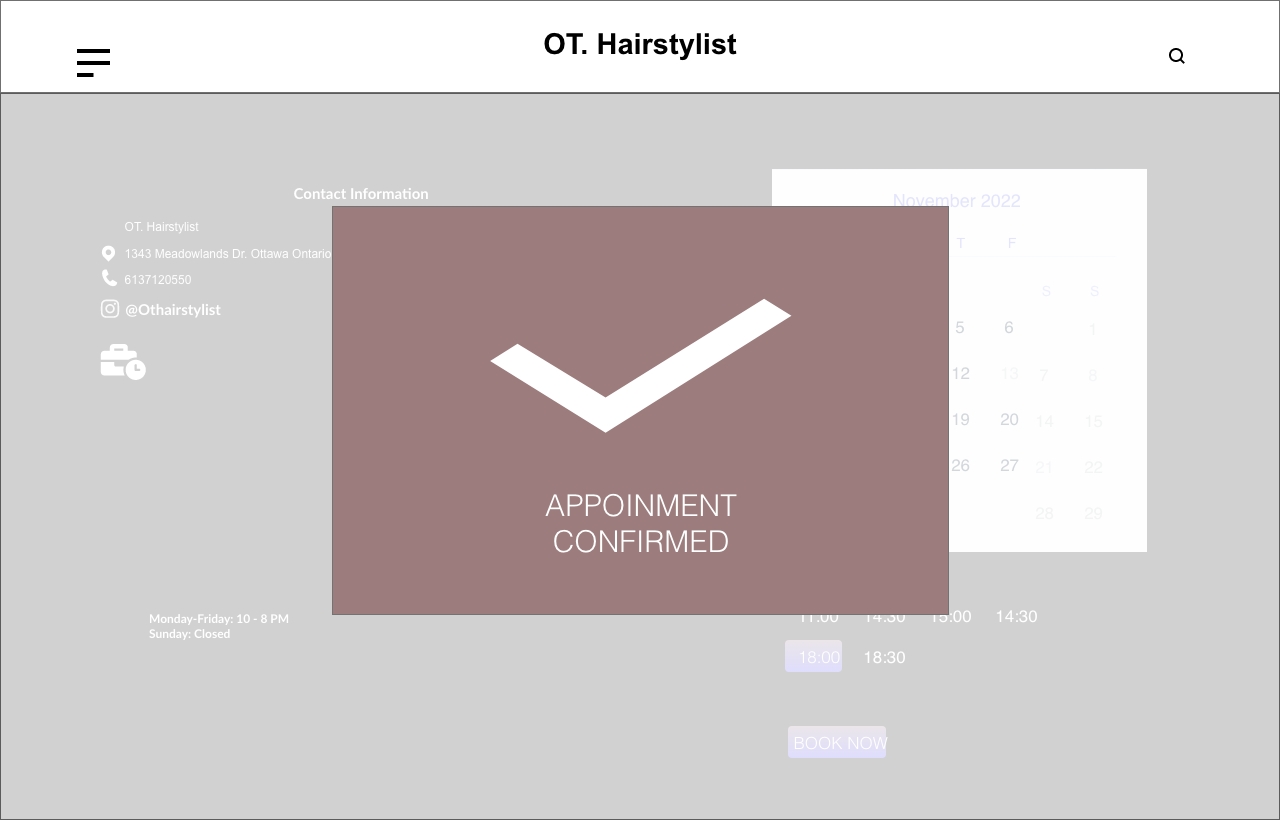 OT. Hairstylist
Contact Information
OT. Hairstylist
1343 Meadowlands Dr. Ottawa Ontario
6137120550
@Othairstylist
Monday-Friday: 10 - 8 PM
Sunday: Closed
APPOINMENT
CONFIRMED
November 2022
T F
S S
5 6 1
12 13 7 8
19 20 14 15
26 27 21 22
28 29
11:00 14:30 15:00 14:30
18:00 18:30
BOOK NOW